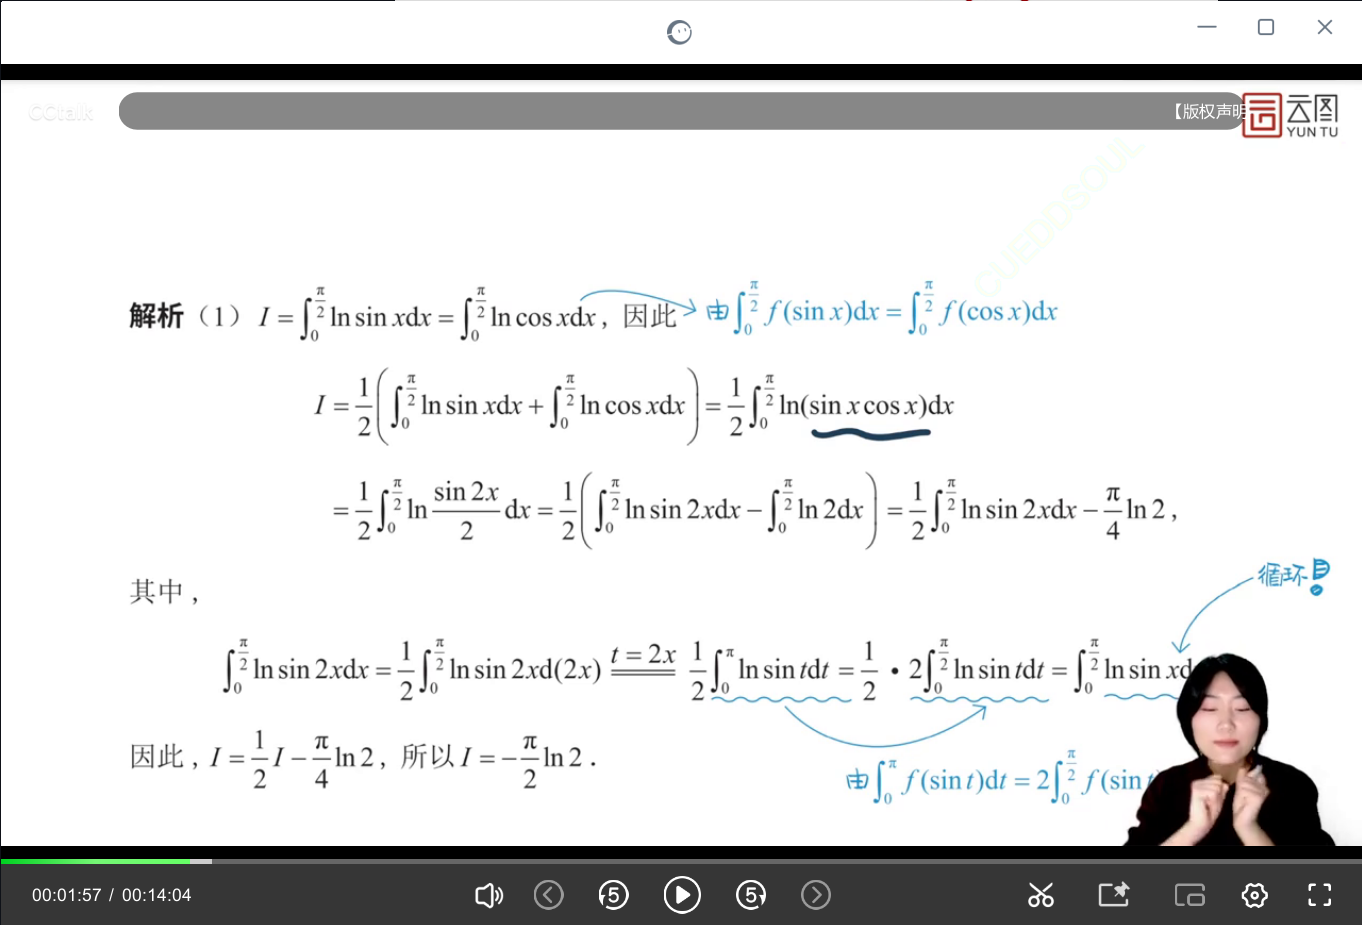 CCtalk
【版权声明
云图
YUN TU
CUEDDSOUL
解析（1）$I=\int_0^{\frac{\pi}{2}}\ln\sin x\mathrm{d}x=\int_0^{\frac{\pi}{2}}\ln\cos x\mathrm{d}x$，因此
由$\int_0^{\frac{\pi}{2}}f(\sin x)\mathrm{d}x=\int_0^{\frac{\pi}{2}}f(\cos x)\mathrm{d}x$
$I=\frac{1}{2}\left(\int_0^{\frac{\pi}{2}}\ln\sin x\mathrm{d}x+\int_0^{\frac{\pi}{2}}\ln\cos x\mathrm{d}x\right)=\frac{1}{2}\int_0^{\frac{\pi}{2}}\ln(\sin x\cos x)\mathrm{d}x$
$=\frac{1}{2}\int_0^{\frac{\pi}{2}}\ln\frac{\sin 2x}{2}\mathrm{d}x=\frac{1}{2}\left(\int_0^{\frac{\pi}{2}}\ln\sin 2x\mathrm{d}x-\int_0^{\frac{\pi}{2}}\ln 2\mathrm{d}x\right)=\frac{1}{2}\int_0^{\frac{\pi}{2}}\ln\sin 2x\mathrm{d}x-\frac{\pi}{4}\ln 2$，
循环
其中，
$\int_0^{\frac{\pi}{2}}\ln\sin 2x\mathrm{d}x=\frac{1}{2}\int_0^{\frac{\pi}{2}}\ln\sin 2x\mathrm{d}(2x)\overset{t=2x}{=}\frac{1}{2}\int_0^{\pi}\ln\sin t\mathrm{d}t=\frac{1}{2}\cdot 2\int_0^{\frac{\pi}{2}}\ln\sin t\mathrm{d}t=\int_0^{\frac{\pi}{2}}\ln\sin x\mathrm{d}$
因此，$I=\frac{1}{2}I-\frac{\pi}{4}\ln 2$，所以$I=-\frac{\pi}{2}\ln 2$．
由$\int_0^{\pi}f(\sin t)\mathrm{d}t=2\int_0^{\frac{\pi}{2}}f(\sin t$
00:01:57 / 00:14:04
5
5